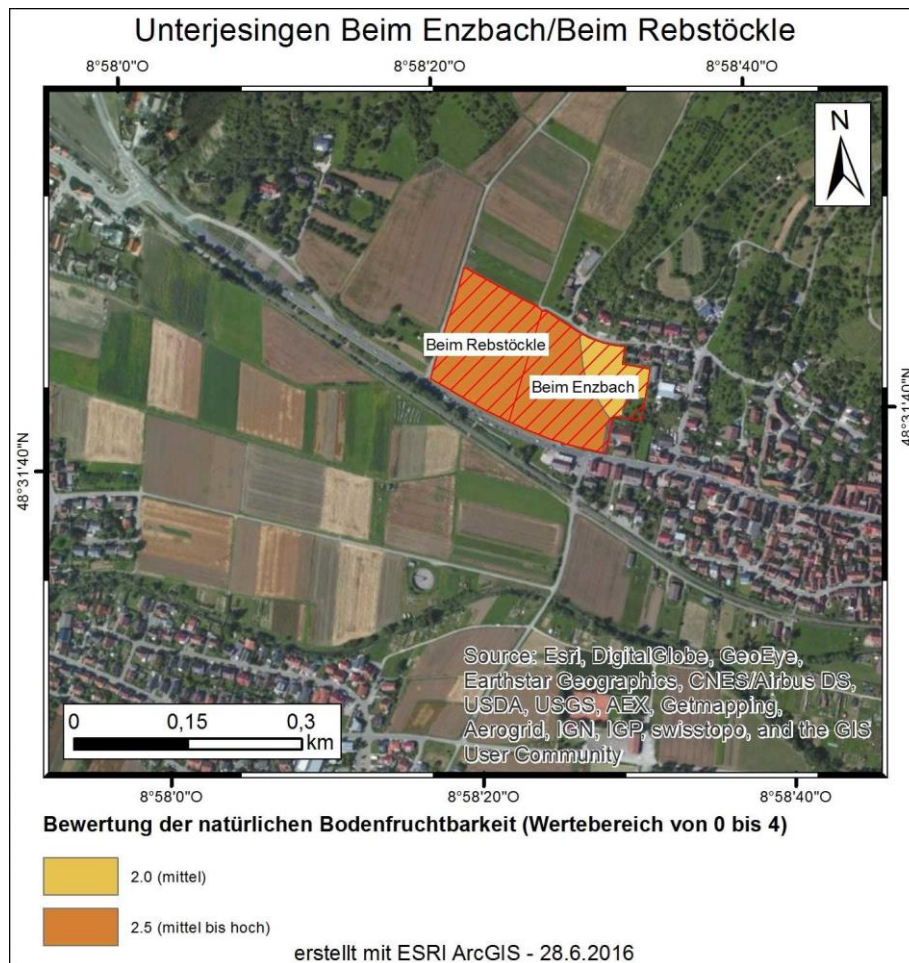 Unterjesingen Beim Enzbach/Beim Rebstöckle
8°58'0"O
8°58'20"O
8°58'40"O
N
Beim Rebstöckle
Beim Enzbach
48°31'40"N
48°31'40"N
Source: Esri, DigitalGlobe, GeoEye,
Earthstar Geographics, CNES/Airbus DS,
USDA, USGS, AEX, Getmapping,
Aerogrid, IGN, IGP, swisstopo, and the GIS
User Community
0 0,15 0,3
km
8°58'0"O
8°58'20"O
8°58'40"O
Bewertung der natürlichen Bodenfruchtbarkeit (Wertebereich von 0 bis 4)
2.0 (mittel)
2.5 (mittel bis hoch)
erstellt mit ESRI ArcGIS - 28.6.2016